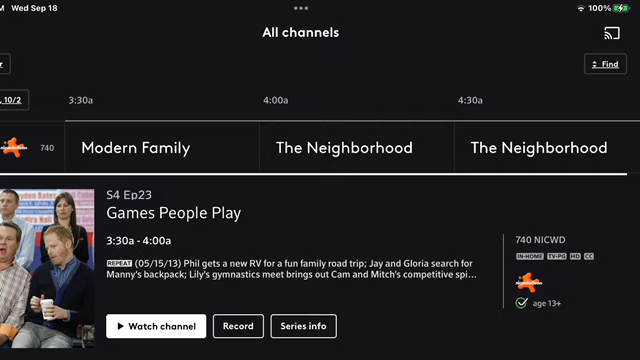 M Wed Sep 18
100%
All channels
r
Find
, 10/2
3:30a
4:00a
4:30a
nickelodeon
740
Modern Family
The Neighborhood
The Neighborhood
S4 Ep23
Games People Play
3:30a - 4:00a
REPEAT (05/15/13) Phil gets a new RV for a fun family road trip; Jay and Gloria search for
Manny's backpack; Lily's gymnastics meet brings out Cam and Mitch's competitive spi...
740 NICWD
IN-HOME TV-PG HD CC
nickelodeon
age 13+
Watch channel
Record
Series info